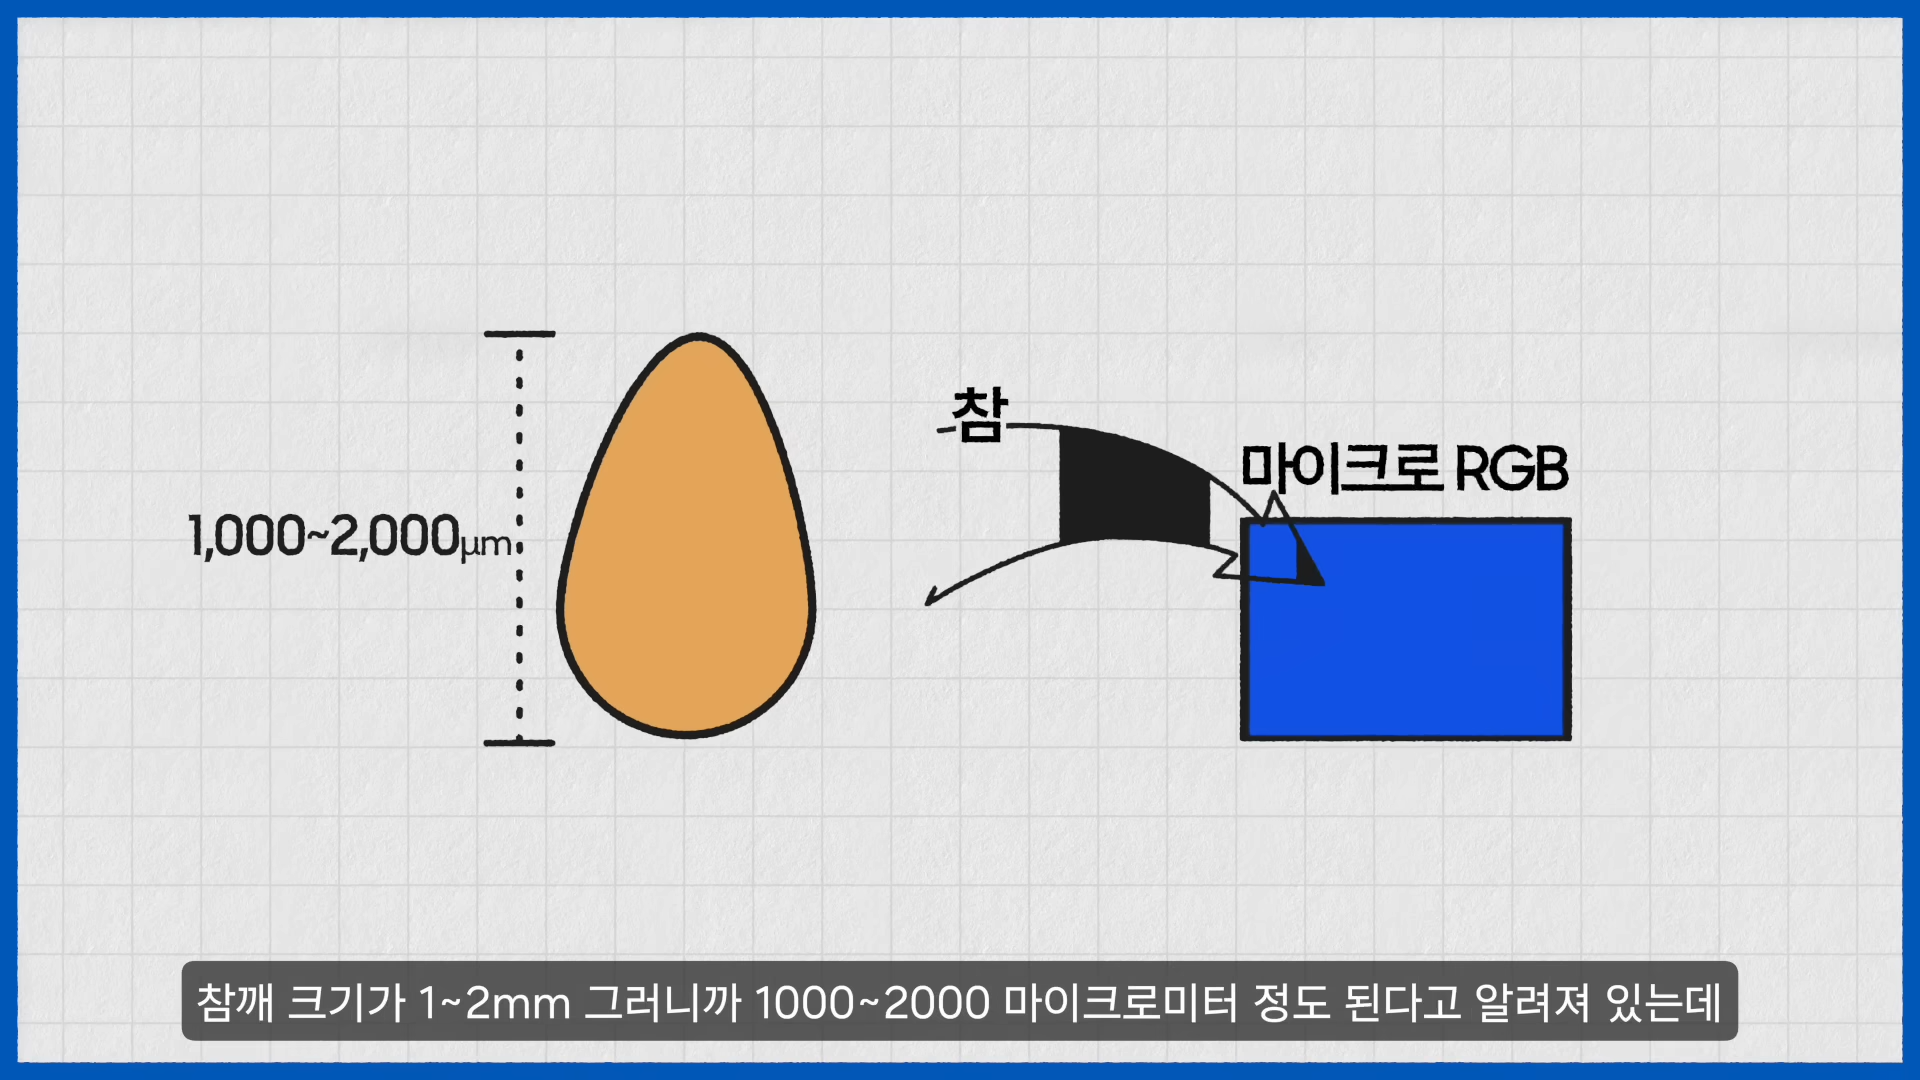 참
마이크로 RGB
1,000~2,000μm
참깨 크기가 1~2mm 그러니까 1000~2000 마이크로미터 정도 된다고 알려져 있는데